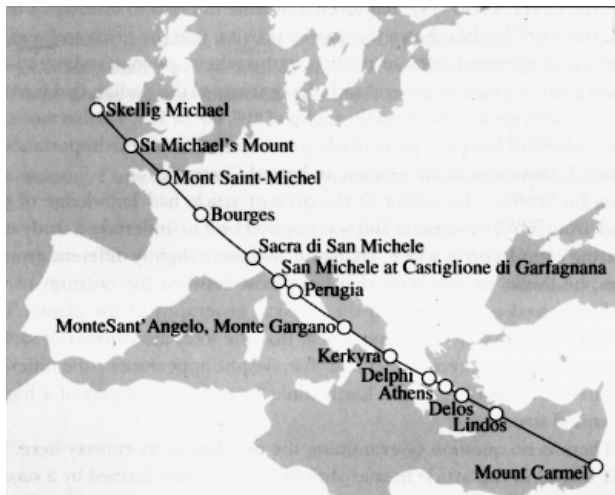 Skellig Michael
St Michael's Mount
Mont Saint-Michel
Bourges
Sacra di San Michele
San Michele at Castiglione di Garfagnana
Perugia
MonteSant'Angelo, Monte Gargano
Kerkyra
Delphi
Athens
Delos
Lindos
Mount Carmel